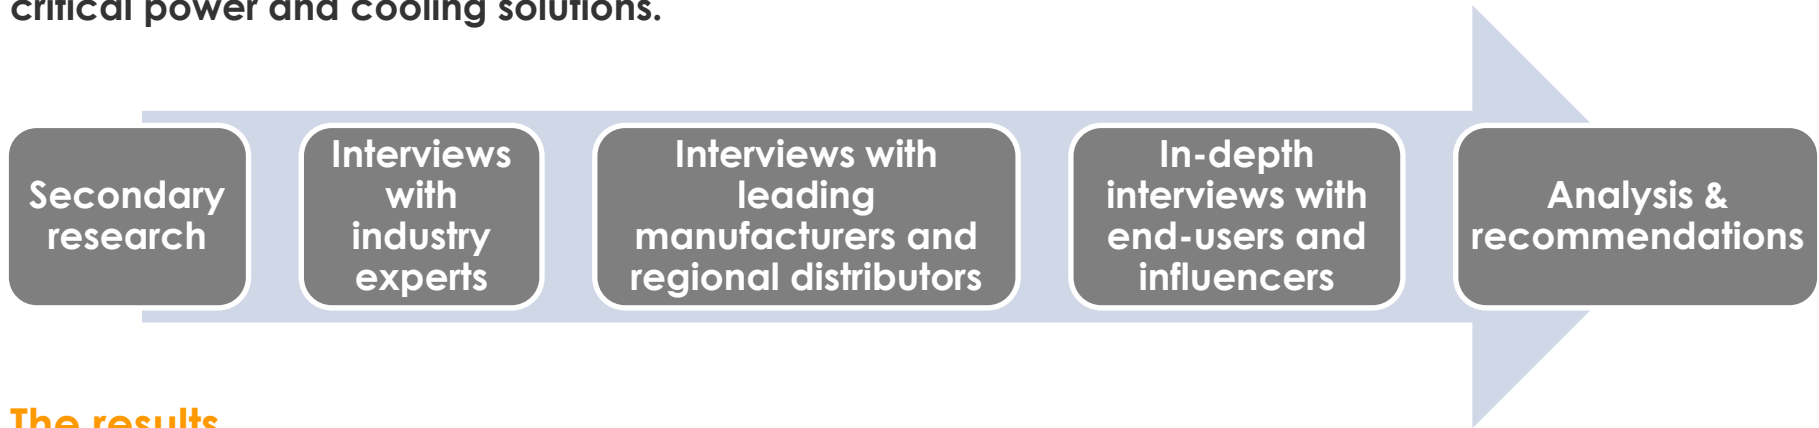 critical power and cooling solutions.
Secondary
research
Interviews
with
industry
experts
Interviews with
leading
manufacturers and
regional distributors
In-depth
interviews with
end-users and
influencers
Analysis &
recommendations
The results